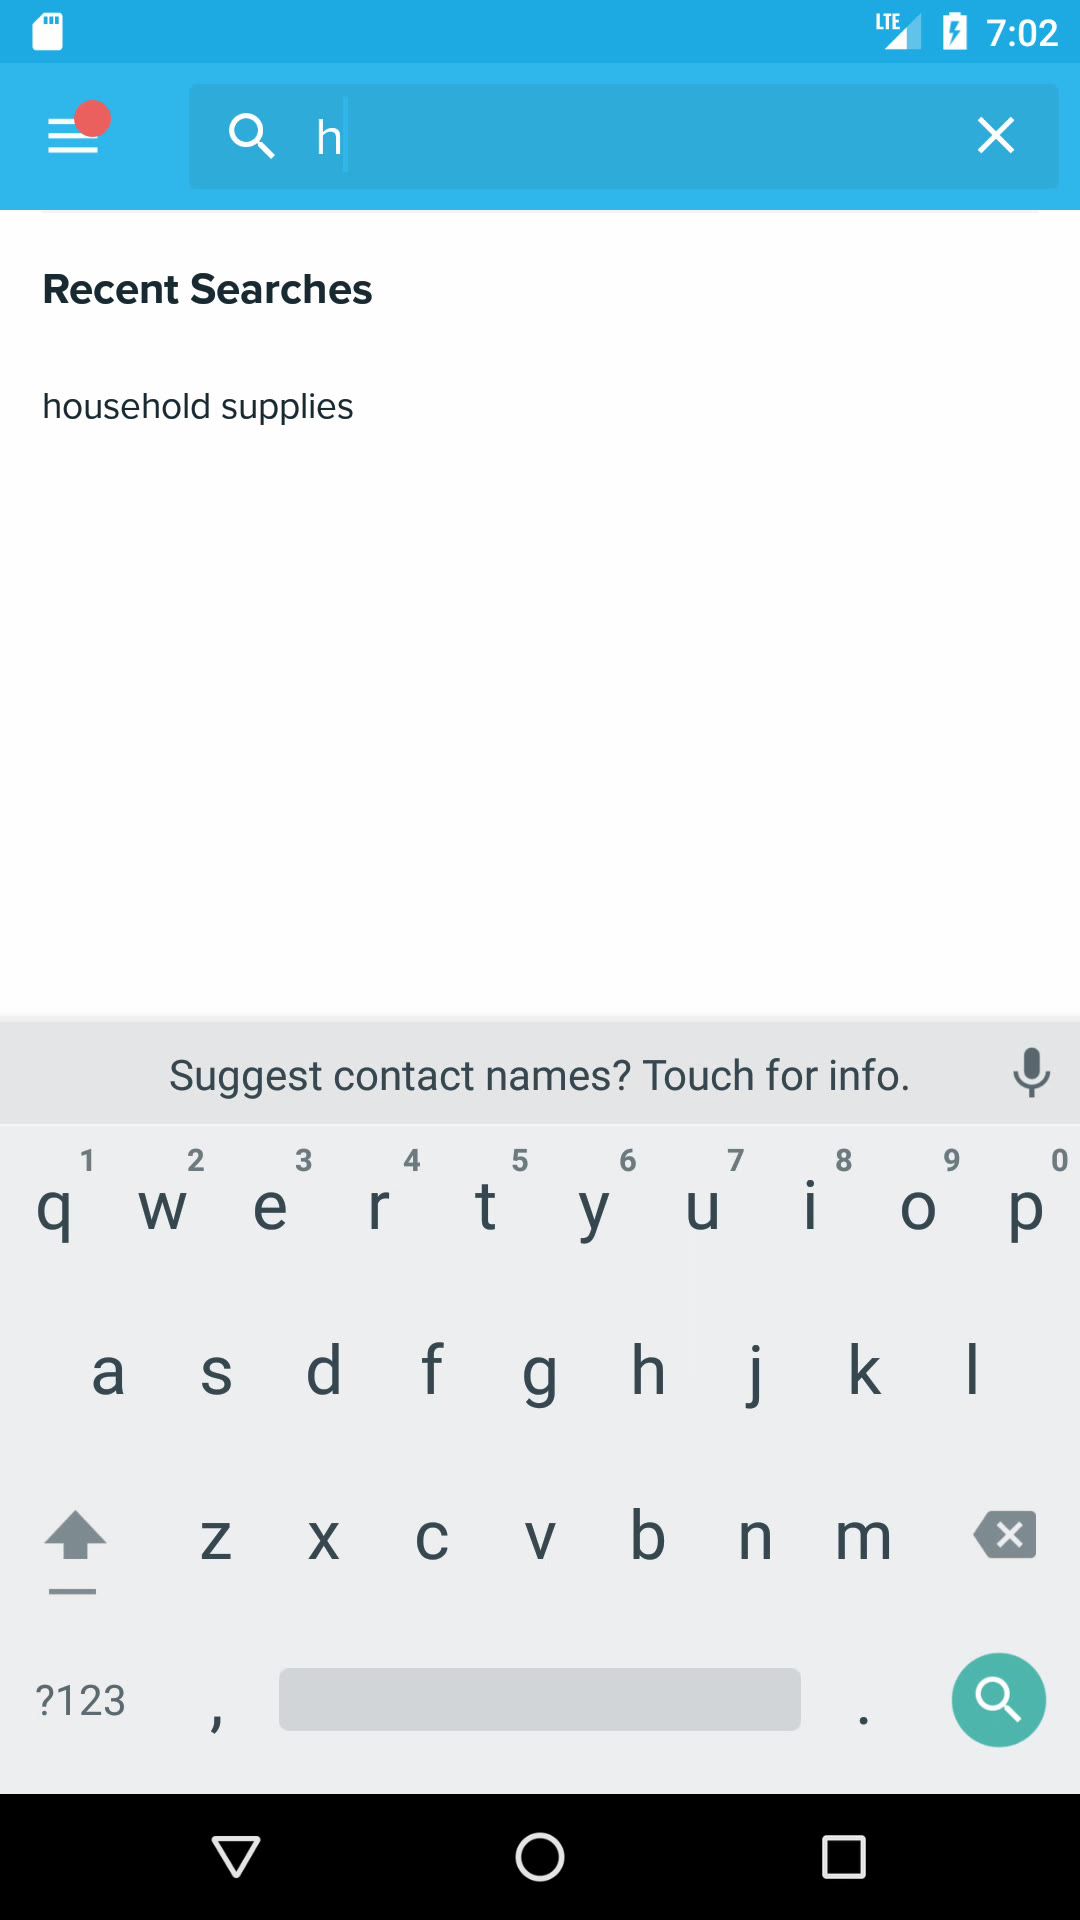 LTE 7:02
h
Recent Searches
household supplies
Suggest contact names? Touch for info.
1 2 3 4 5 6 7 8 9 0
q w e r t y u i o p
a s d f g h j k l
z x c v b n m
?123 , .